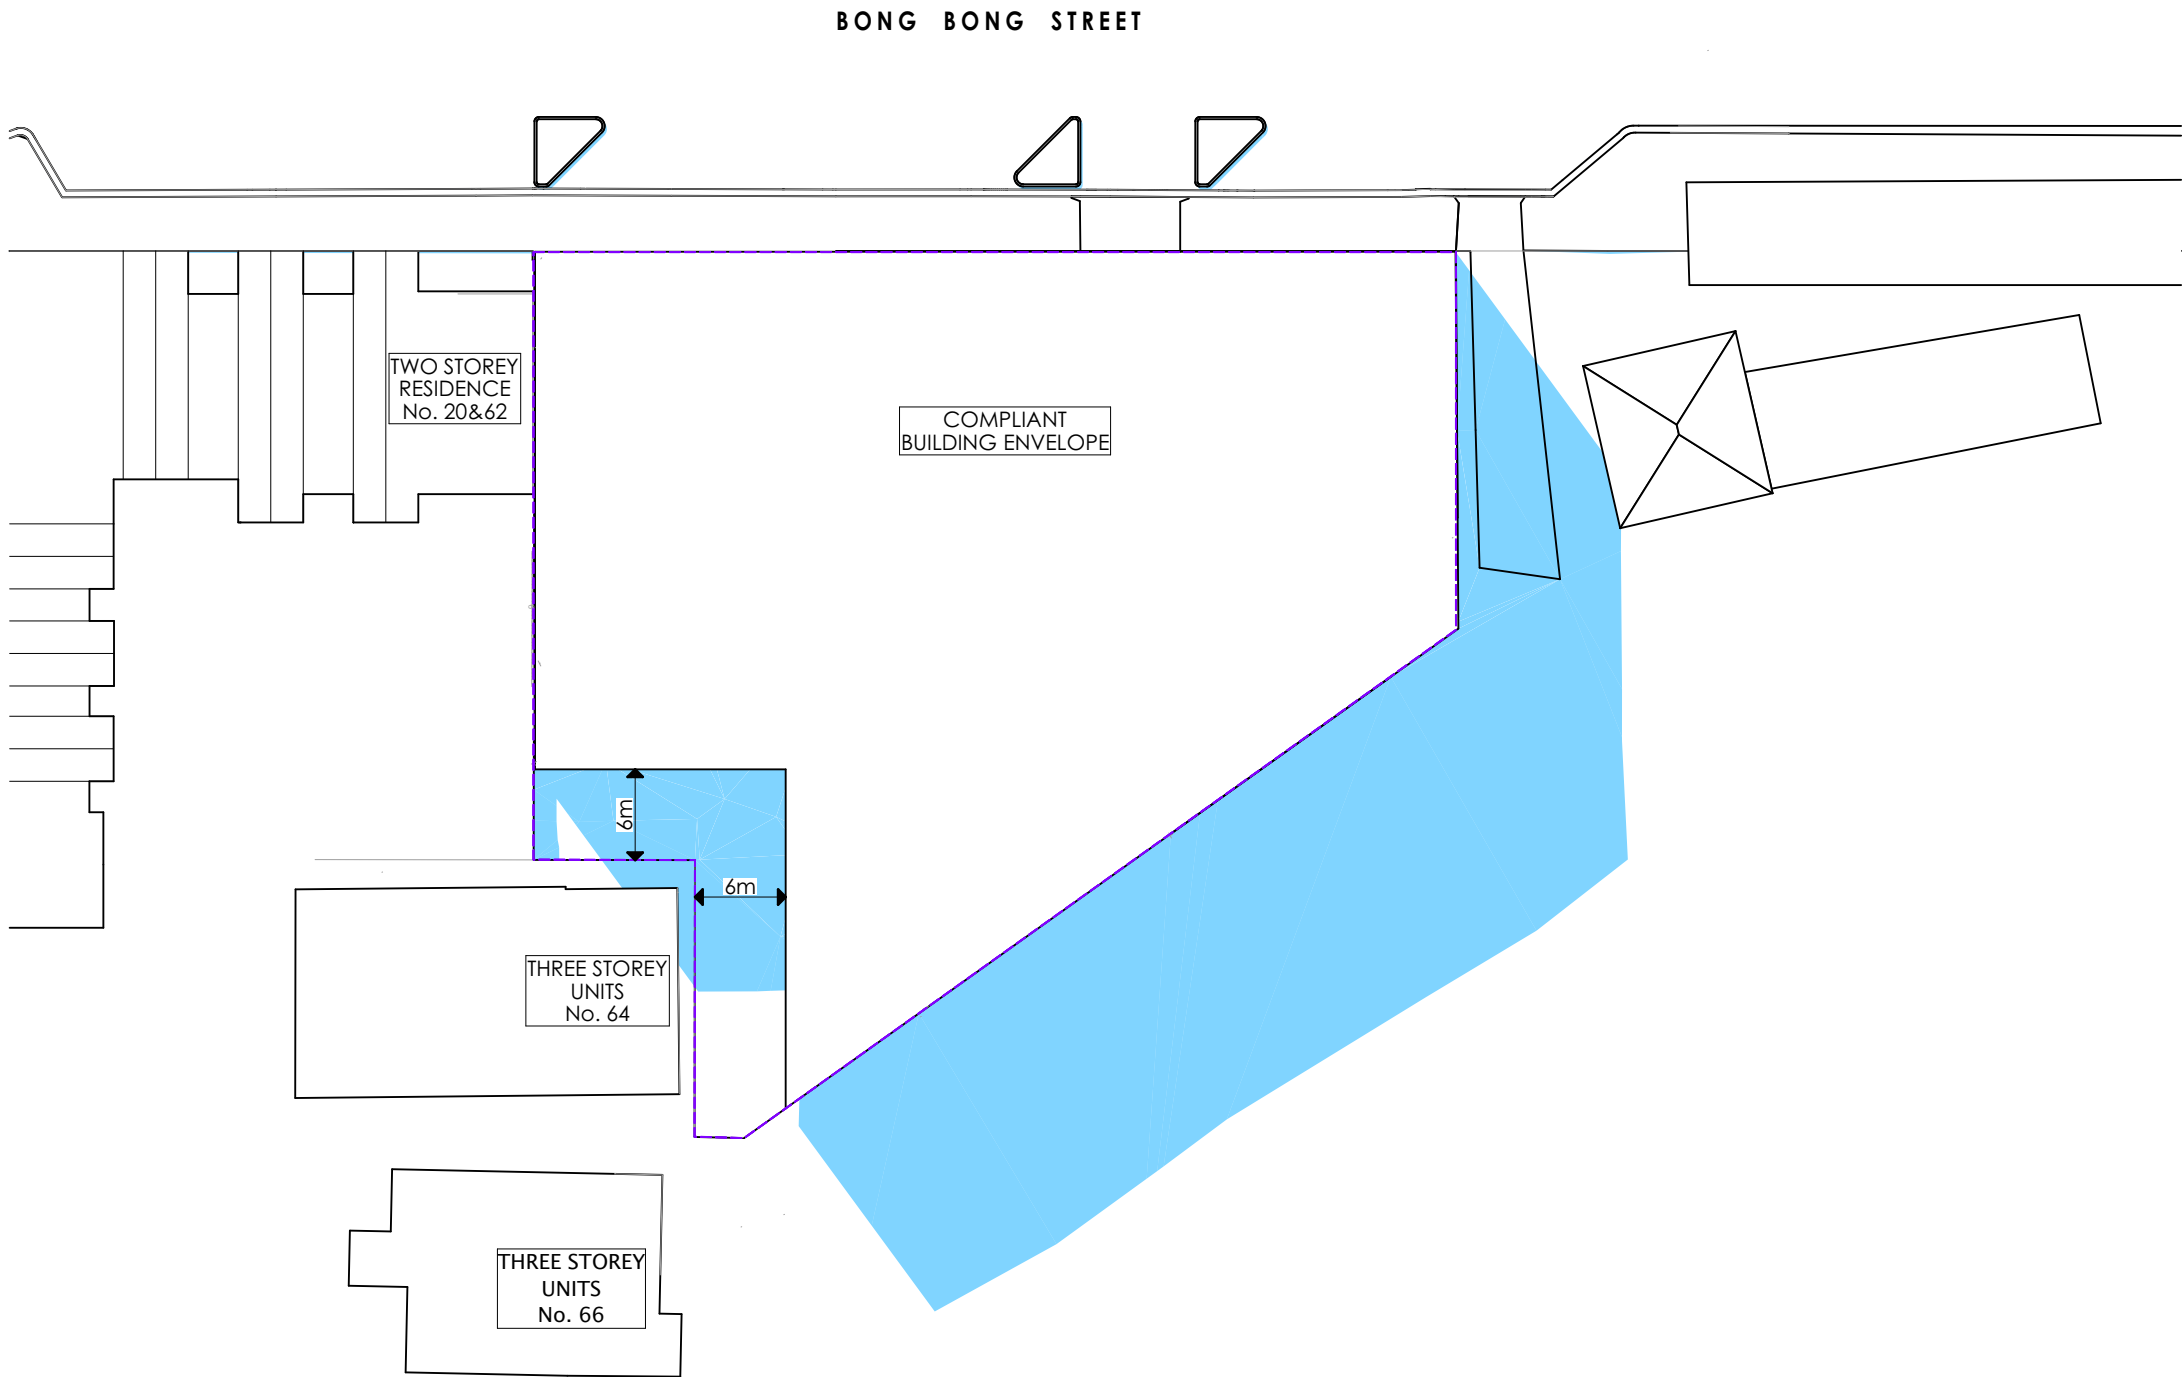 BONG BONG STREET
TWO STOREY
RESIDENCE
No. 20&62
COMPLIANT
BUILDING ENVELOPE
6m
6m
THREE STOREY
UNITS
No. 64
THREE STOREY
UNITS
No. 66